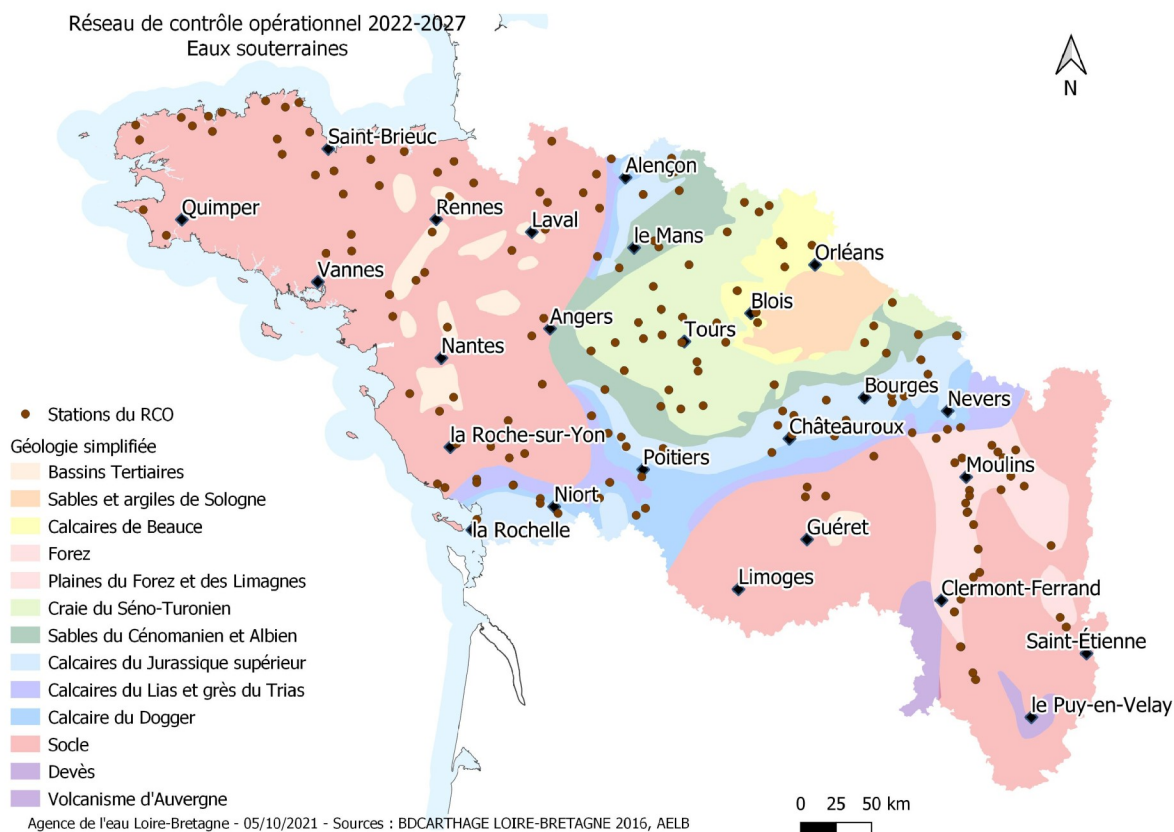 Réseau de contrôle opérationnel 2022-2027
Eaux souterraines
N
Saint-Brieuc
Alençon
Quimper
Rennes
Laval
le Mans
Orléans
Vannes
Angers
Blois
Tours
Nantes
Bourges
Nevers
Châteauroux
la Roche-sur-Yon
Poitiers
Moulins
Niort
la Rochelle
Guéret
Limoges
Clermont-Ferrand
Saint-Étienne
le Puy-en-Velay
Stations du RCO
Géologie simplifiée
Bassins Tertiaires
Sables et argiles de Sologne
Calcaires de Beauce
Forez
Plaines du Forez et des Limagnes
Craie du Séno-Turonien
Sables du Cénomanien et Albien
Calcaires du Jurassique supérieur
Calcaires du Lias et grès du Trias
Calcaire du Dogger
Socle
Devès
Volcanisme d'Auvergne
0 25 50 km
Agence de l'eau Loire-Bretagne - 05/10/2021 - Sources : BDCARTHAGE LOIRE-BRETAGNE 2016, AELB